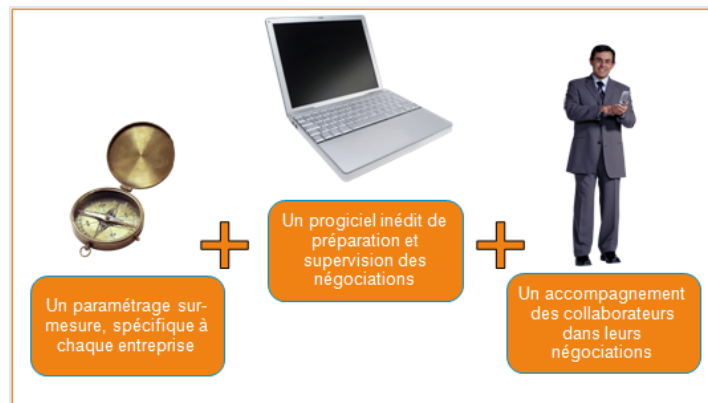 Un paramétrage sur-
mesure, spécifique à
chaque entreprise
Un progiciel inédit de
préparation et
supervision des
négociations
Un accompagnement
des collaborateurs
dans leurs
négociations